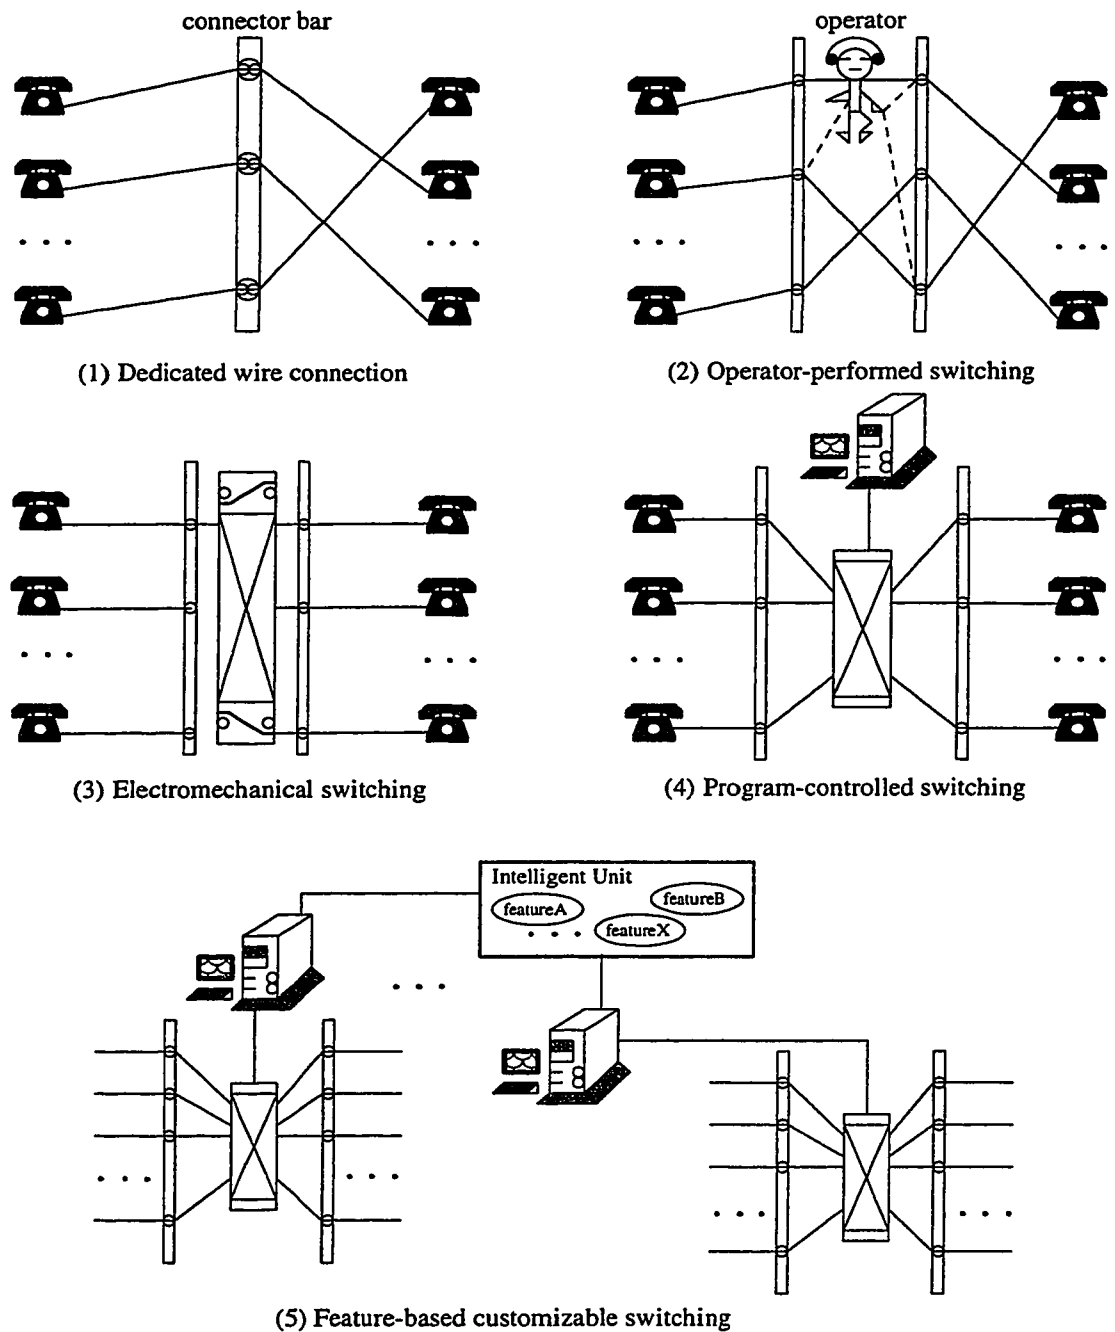 connector bar
operator
(1) Dedicated wire connection
(2) Operator-performed switching
(3) Electromechanical switching
(4) Program-controlled switching
Intelligent Unit
featureA
featureB
featureX
(5) Feature-based customizable switching